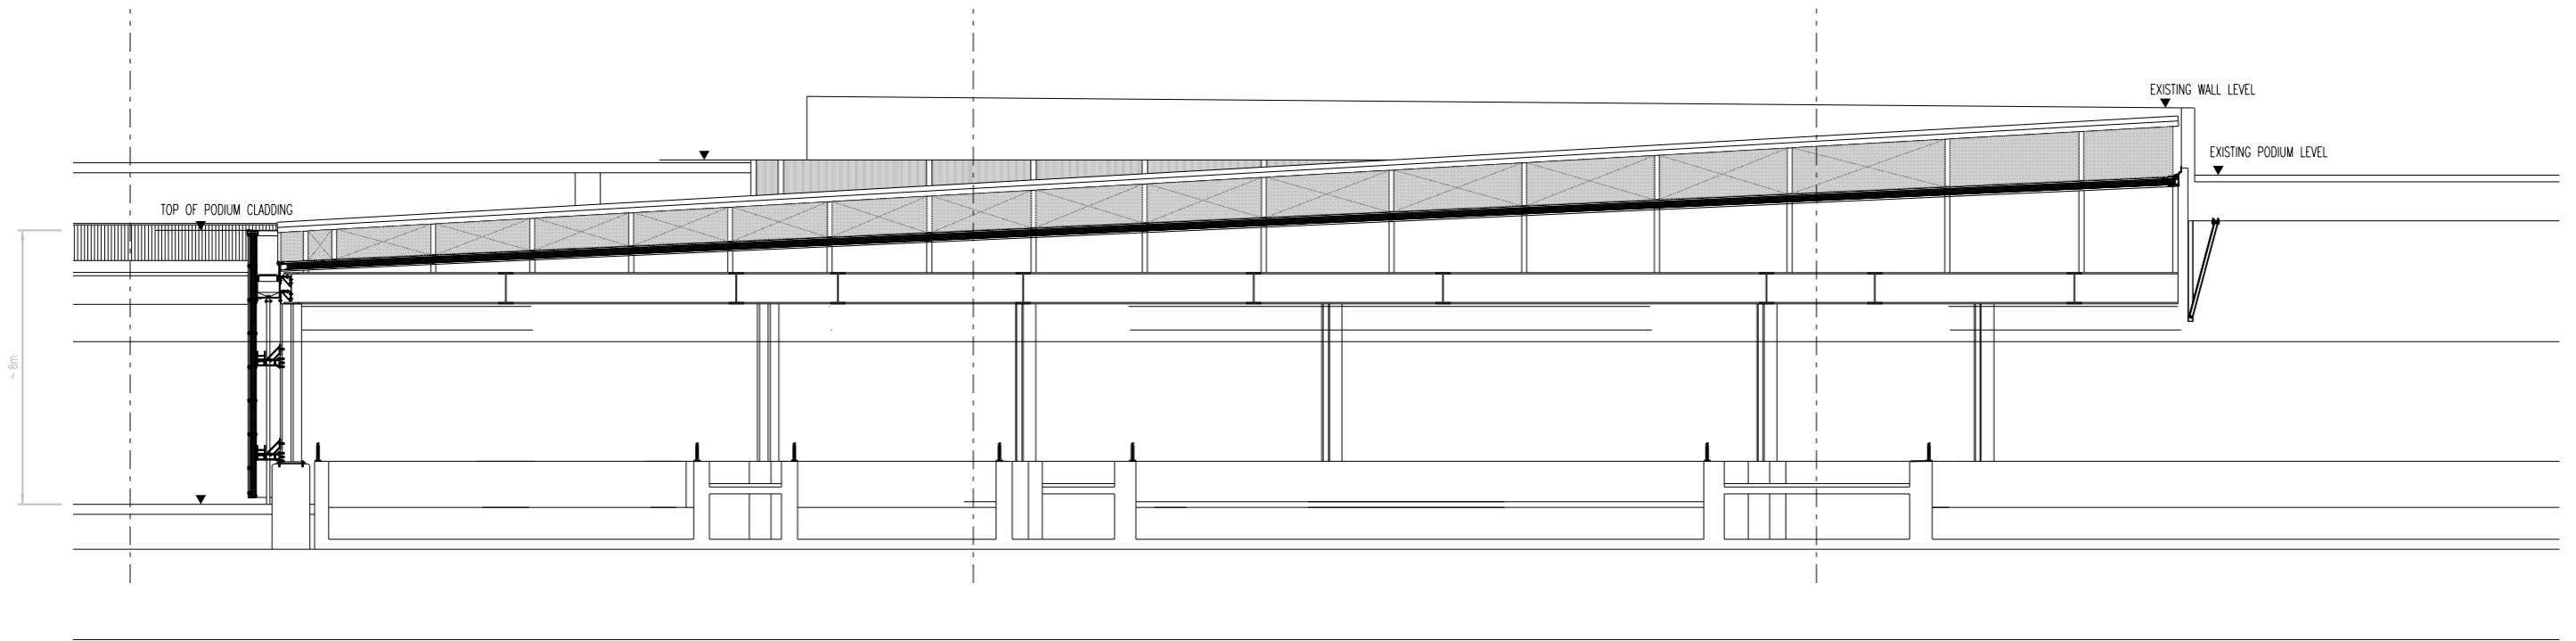 EXISTING WALL LEVEL
EXISTING PODIUM LEVEL
TOP OF PODIUM CLADDING
~ 8m